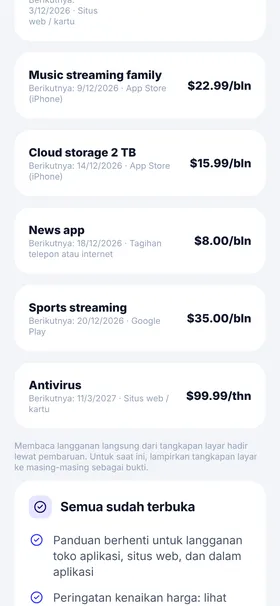 3/12/2026 · Situs
web / kartu
Music streaming family
Berikutnya: 9/12/2026 · App Store
(iPhone)
$22.99/bln
Cloud storage 2 TB
Berikutnya: 14/12/2026 · App Store
(iPhone)
$15.99/bln
News app
Berikutnya: 18/12/2026 · Tagihan
telepon atau internet
$8.00/bln
Sports streaming
Berikutnya: 20/12/2026 · Google
Play
$35.00/bln
Antivirus
Berikutnya: 11/3/2027 · Situs web /
kartu
$99.99/thn
Membaca langganan langsung dari tangkapan layar hadir
lewat pembaruan. Untuk saat ini, lampirkan tangkapan layar
ke masing-masing sebagai bukti.
Semua sudah terbuka
Panduan berhenti untuk langganan
toko aplikasi, situs web, dan dalam
aplikasi
Peringatan kenaikan harga: lihat